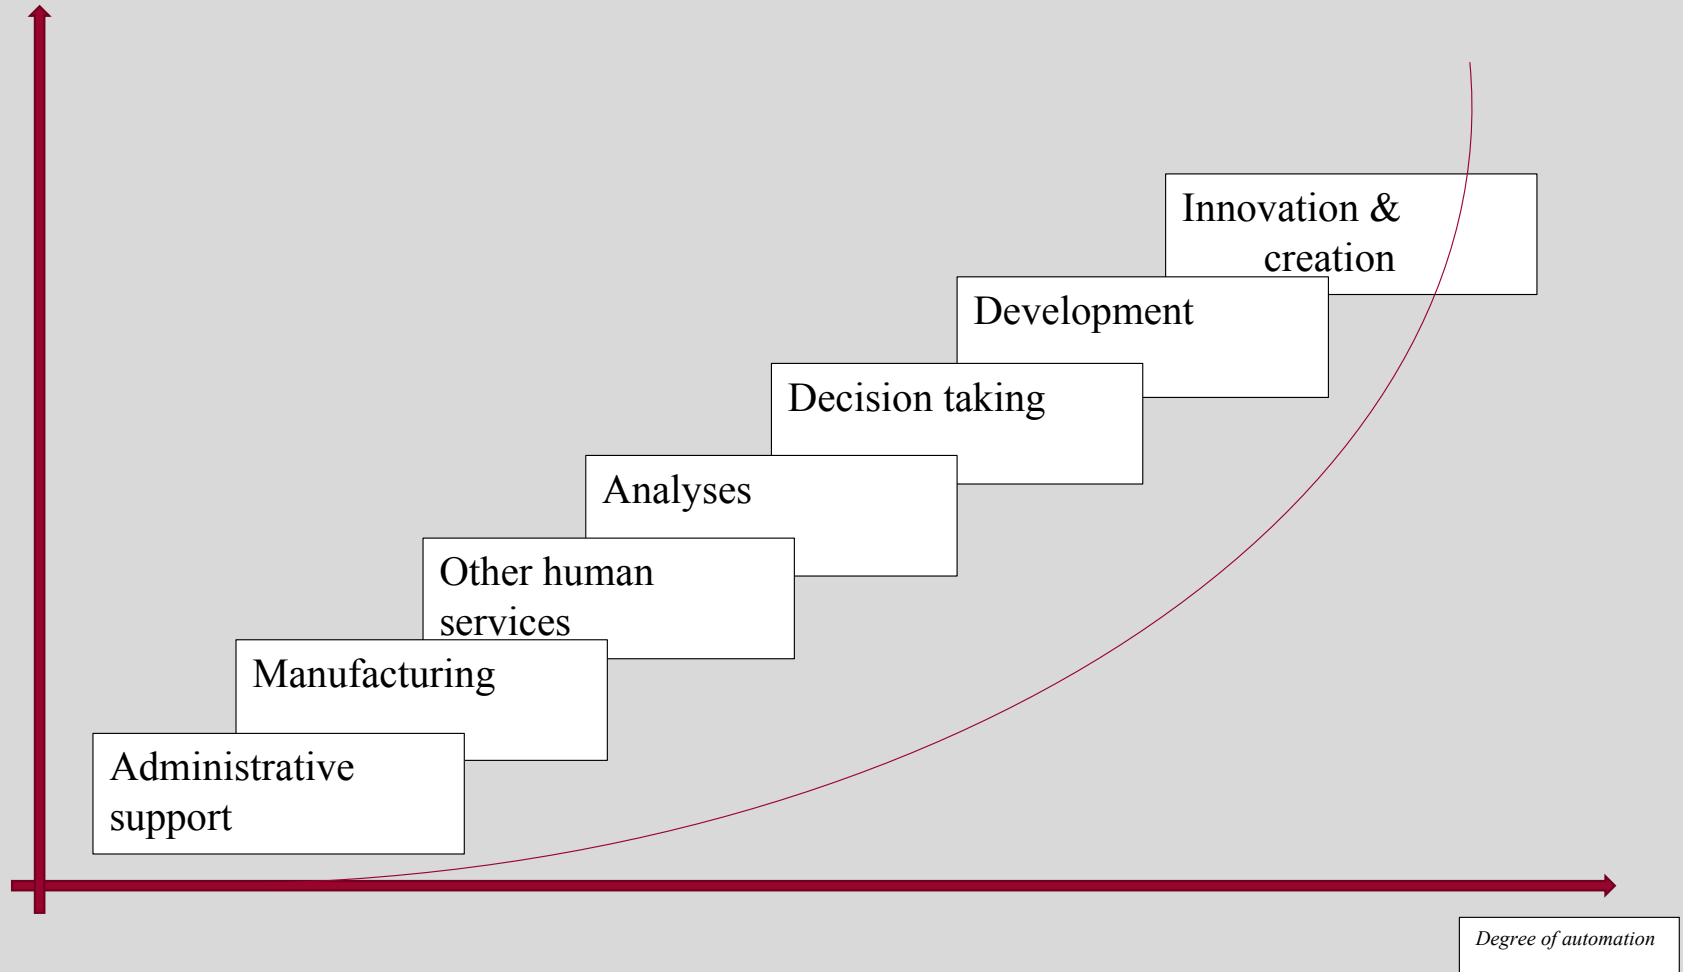 Innovation &
creation
Development
Decision taking
Analyses
Other human
services
Manufacturing
Administrative
support
Degree of automation